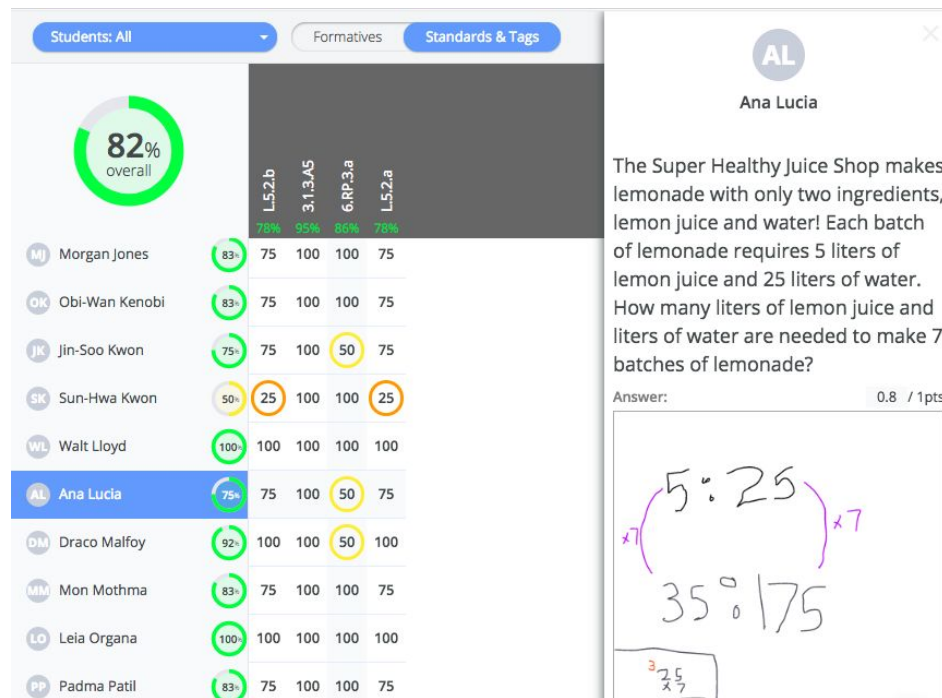 Students: All
Formatives
Standards & Tags
82%
overall
L.5.2.b
3.1.3.A5
6.RP.3.a
L.5.2.a
78% 95% 86% 78%
MJ Morgan Jones 83% 75 100 100 75
OK Obi-Wan Kenobi 83% 75 100 100 75
JK Jin-Soo Kwon 75% 75 100 50 75
SK Sun-Hwa Kwon 50% 25 100 100 25
WL Walt Lloyd 100% 100 100 100 100
AL Ana Lucia 75% 75 100 50 75
DM Draco Malfoy 92% 100 100 50 100
MM Mon Mothma 83% 75 100 100 75
LO Leia Organa 100% 100 100 100 100
PP Padma Patil 83% 75 100 100 75
AL
Ana Lucia
The Super Healthy Juice Shop makes
lemonade with only two ingredients,
lemon juice and water! Each batch
of lemonade requires 5 liters of
lemon juice and 25 liters of water.
How many liters of lemon juice and
liters of water are needed to make 7
batches of lemonade?
Answer: 0.8 / 1pts
5:25
x7 x7
35:175
3
25
x7